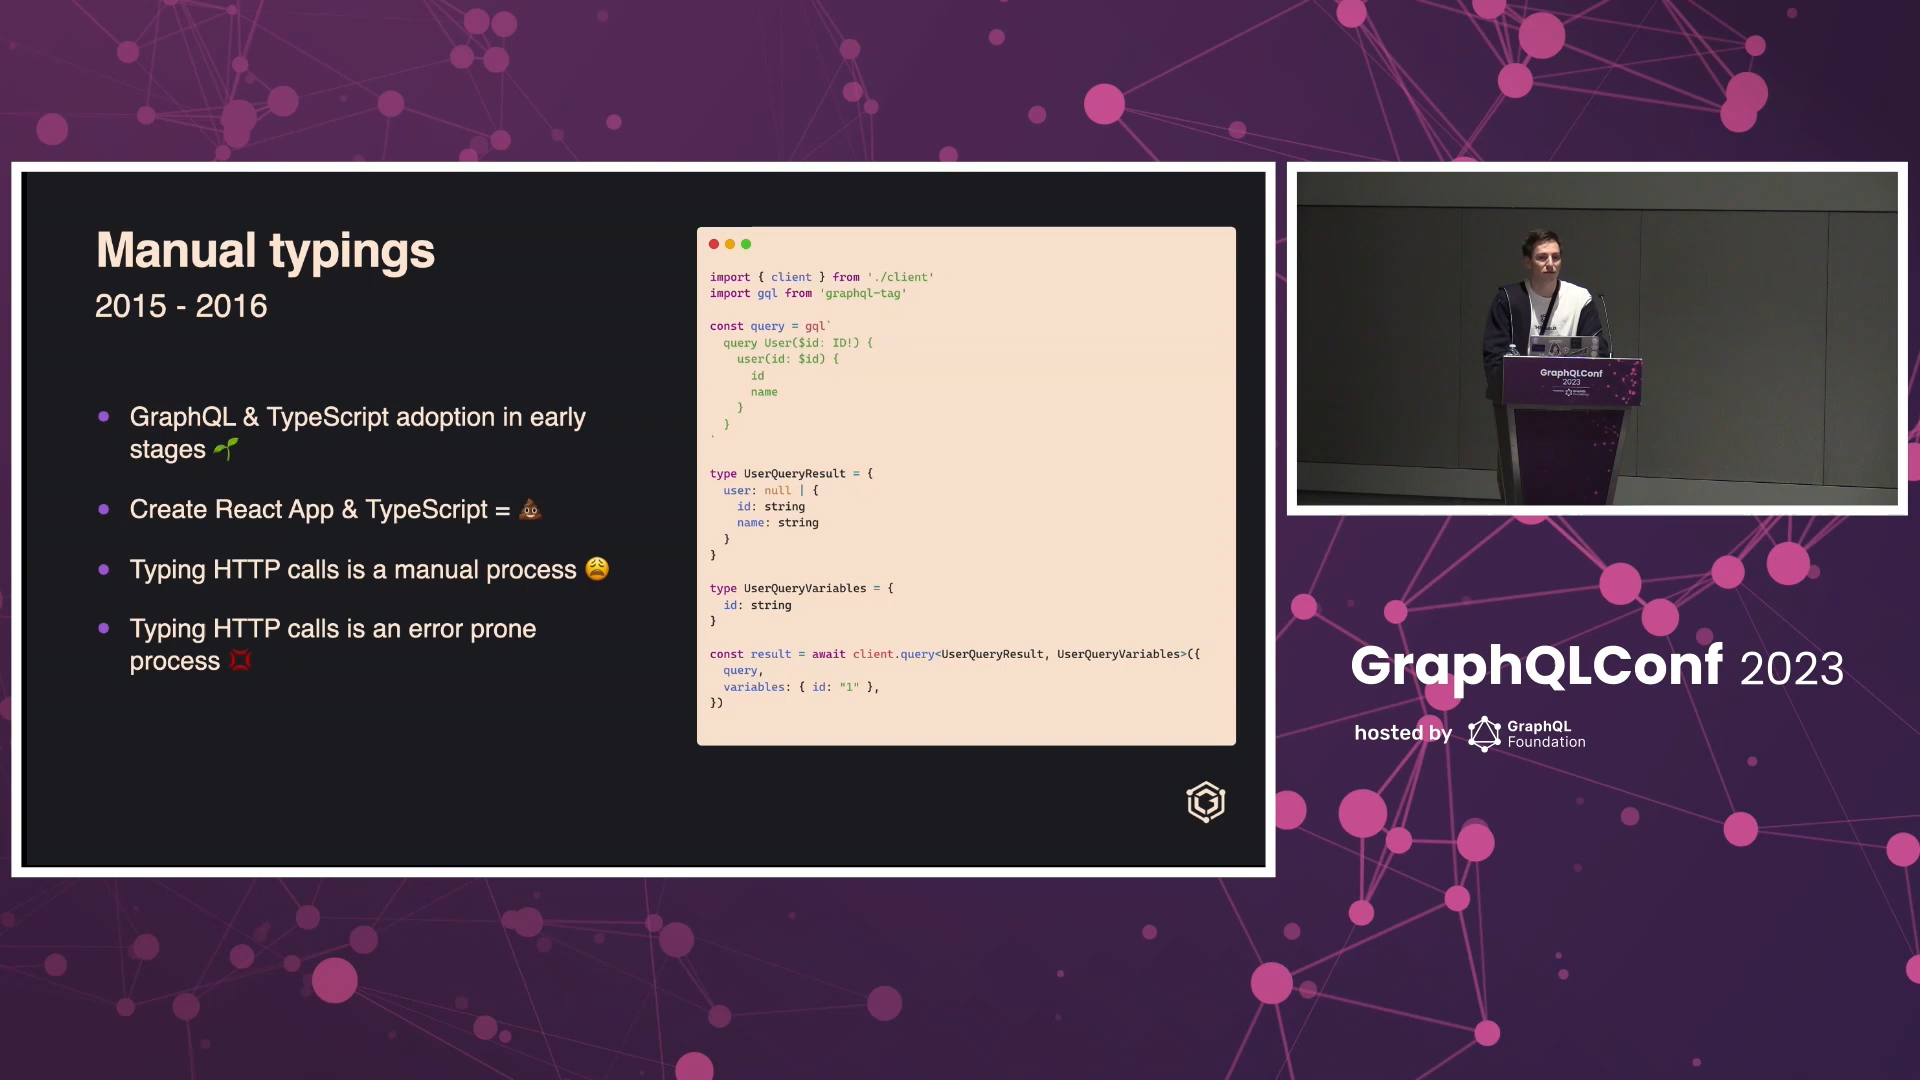 Manual typings
2015 - 2016
GraphQL & TypeScript adoption in early
stages 🌱
Create React App & TypeScript = 💩
Typing HTTP calls is a manual process 😩
Typing HTTP calls is an error prone
process 💢
import { client } from './client'
import gql from 'graphql-tag'
const query = gql`
query User($id: ID!) {
user(id: $id) {
id
name
}
}
`
type UserQueryResult = {
user: null | {
id: string
name: string
}
}
type UserQueryVariables = {
id: string
}
const result = await client.query<UserQueryResult, UserQueryVariables>({
query,
variables: { id: "1" },
})
GraphQLConf
2023
GraphQLConf 2023
hosted by
GraphQL
Foundation